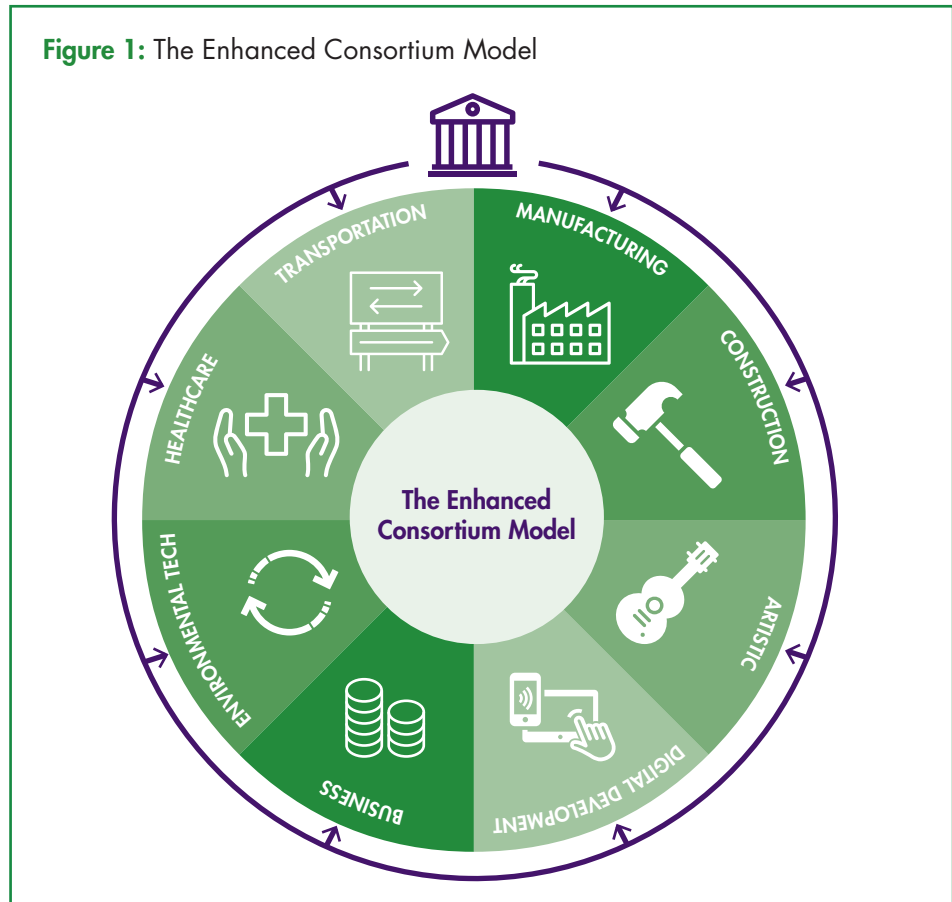 Figure 1: The Enhanced Consortium Model
TRANSPORTATION
MANUFACTURING
HEALTHCARE
CONSTRUCTION
The Enhanced
Consortium Model
ENVIRONMENTAL TECH
ARTISTIC
BUSINESS
DIGITAL DEVELOPMENT